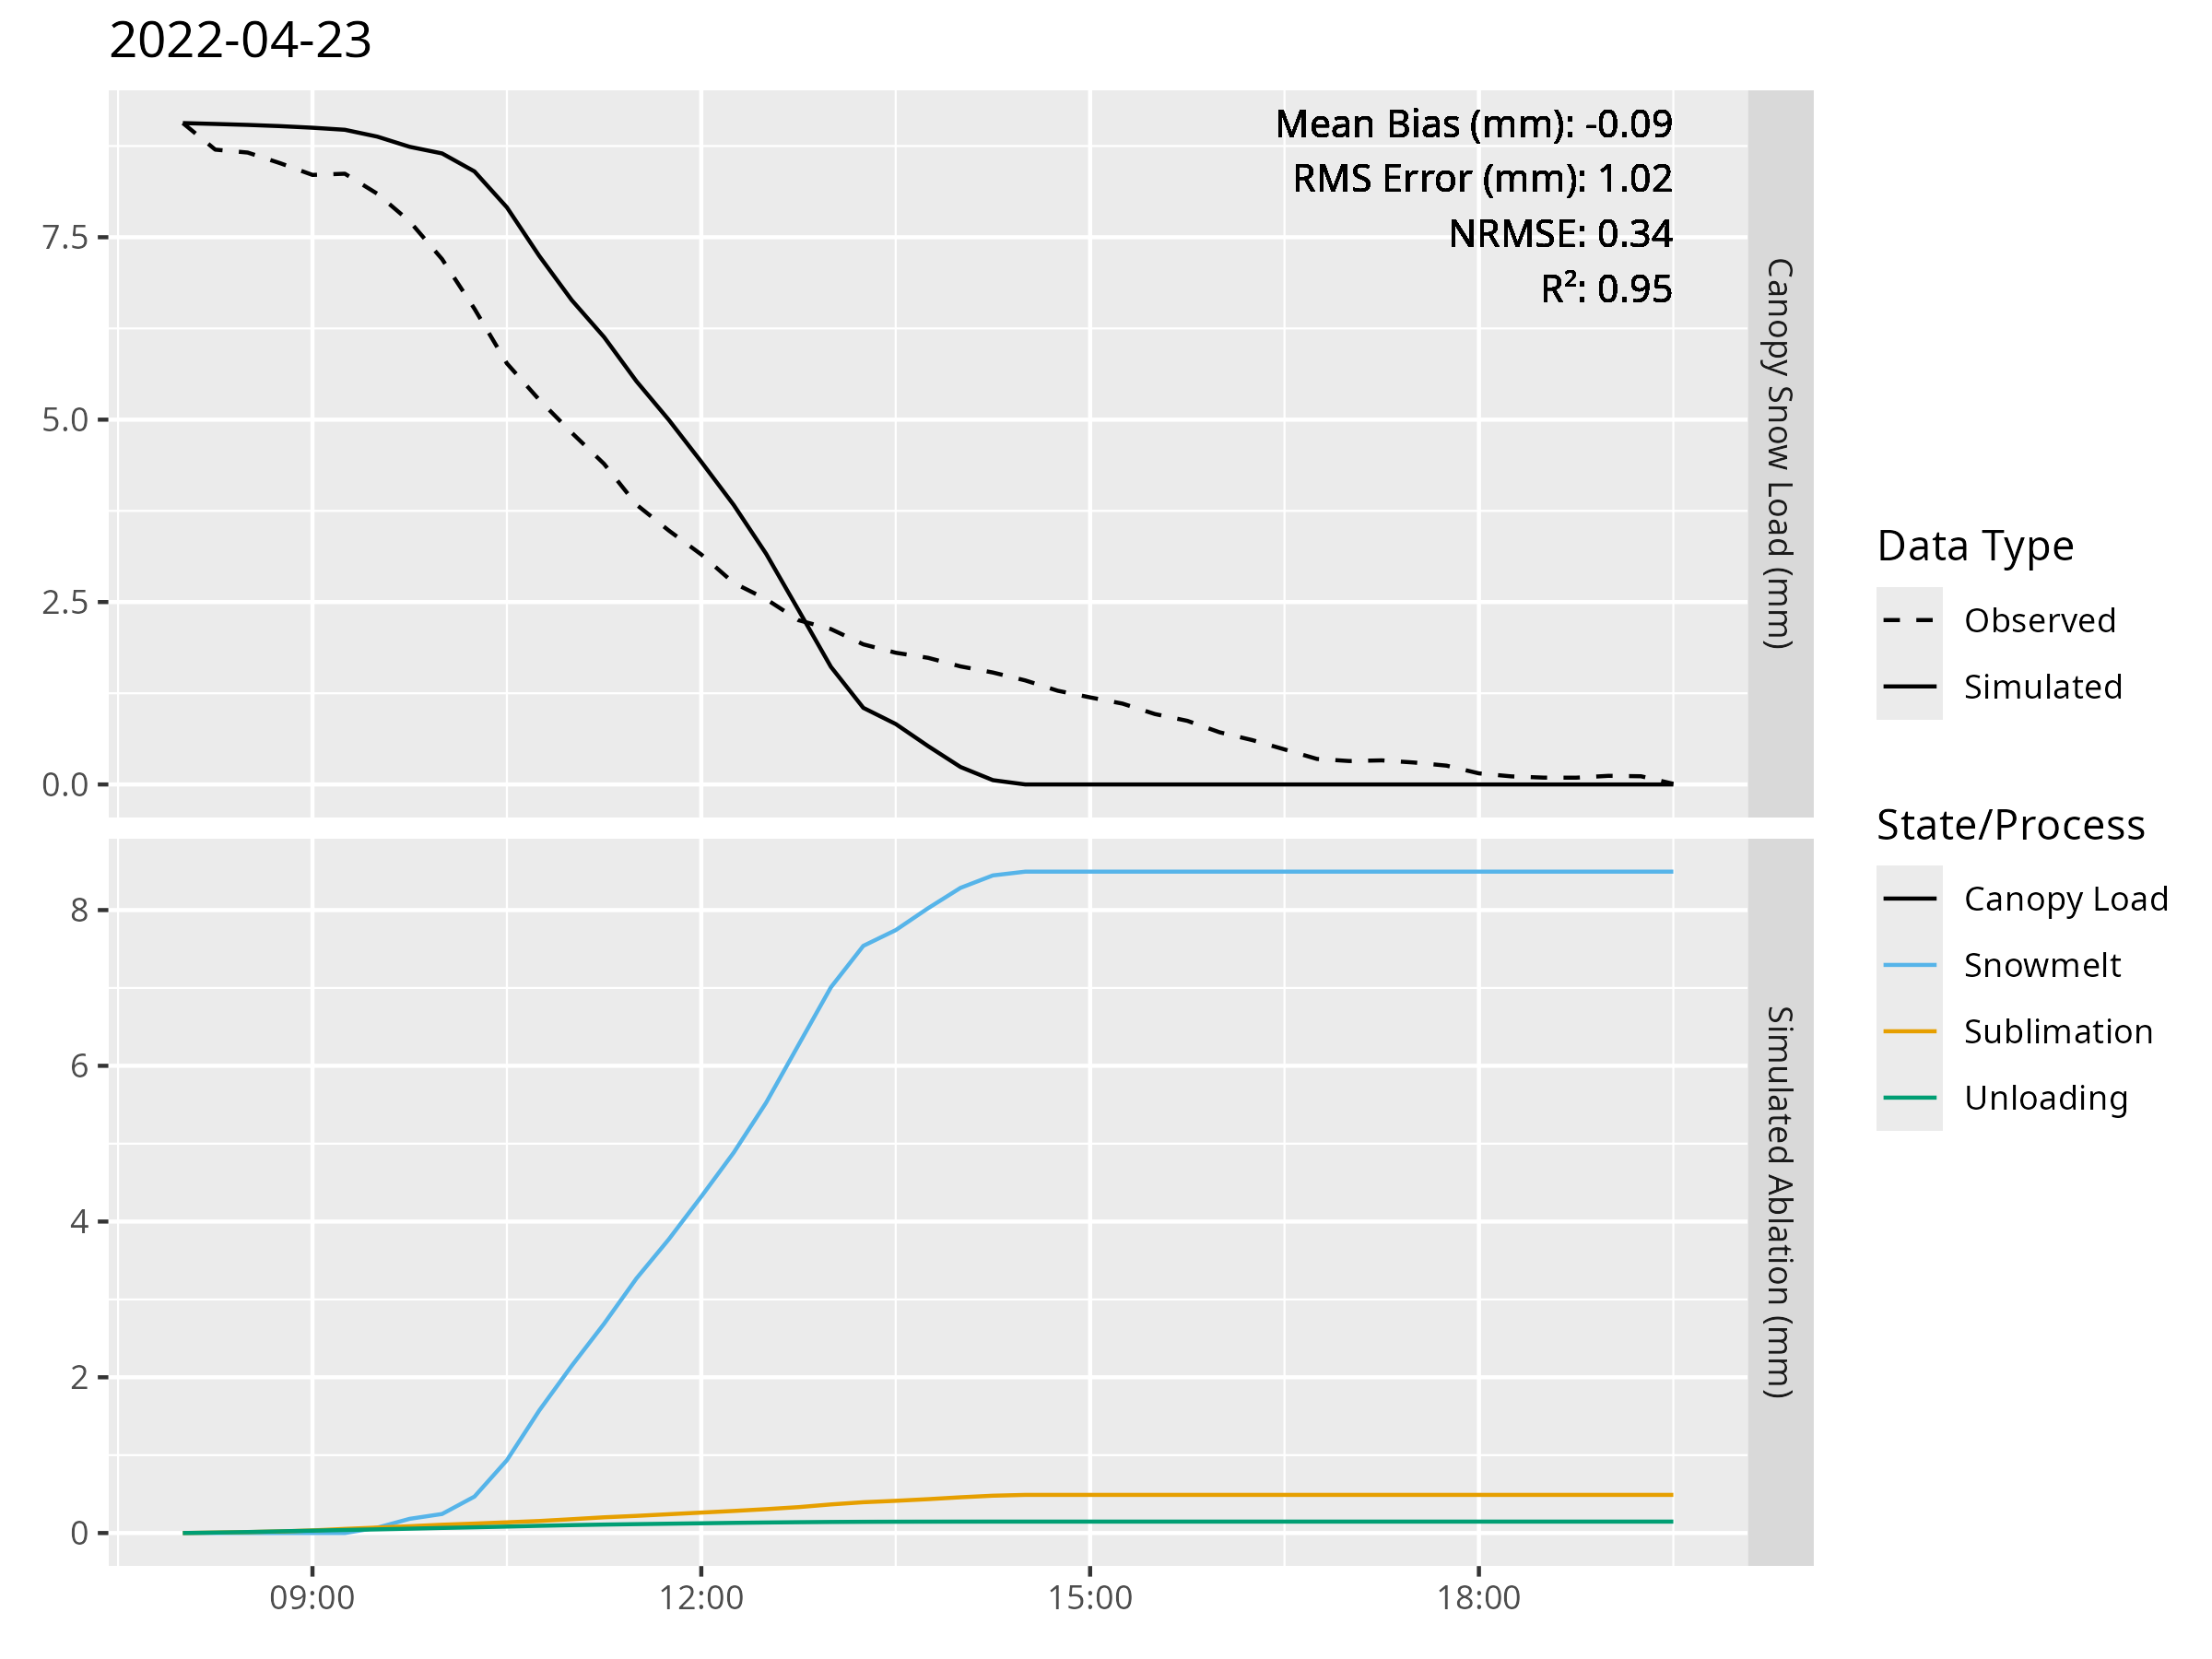 2022-04-23
Mean Bias (mm): -0.09
RMS Error (mm): 1.02
NRMSE: 0.34
R²: 0.95
7.5
5.0
2.5
0.0
Canopy Snow Load (mm)
8
6
4
2
0
Simulated Ablation (mm)
09:00
12:00
15:00
18:00
Data Type
Observed
Simulated
State/Process
Canopy Load
Snowmelt
Sublimation
Unloading